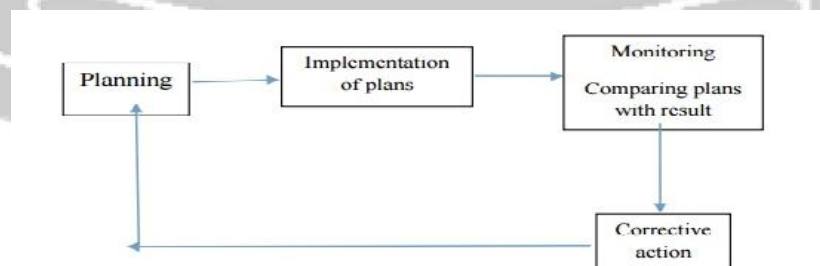 Planning
Implementation
of plans
Monitoring
Comparing plans
with result
Corrective
action